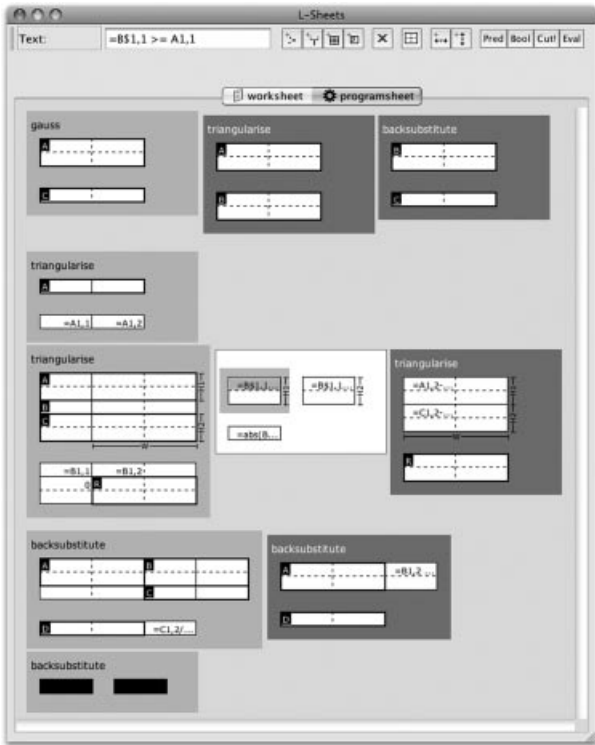 L-Sheets
Text: =B$1,1 >= A1,1 Pred Bool Cut! Eval
worksheet programsheet
gauss triangularise backsubstitute
A A B
C B C
triangularise
A
=A1,1 =A1,2
triangularise triangularise
A =B$1,1... =B$1,1... =A1,2-...
B =C1,2-...
C =abs(B...
W W
=B1,1 =B1,2 R
0 R
backsubstitute backsubstitute
A B A =B1,2 ...
C
D =C1,2/... D
backsubstitute